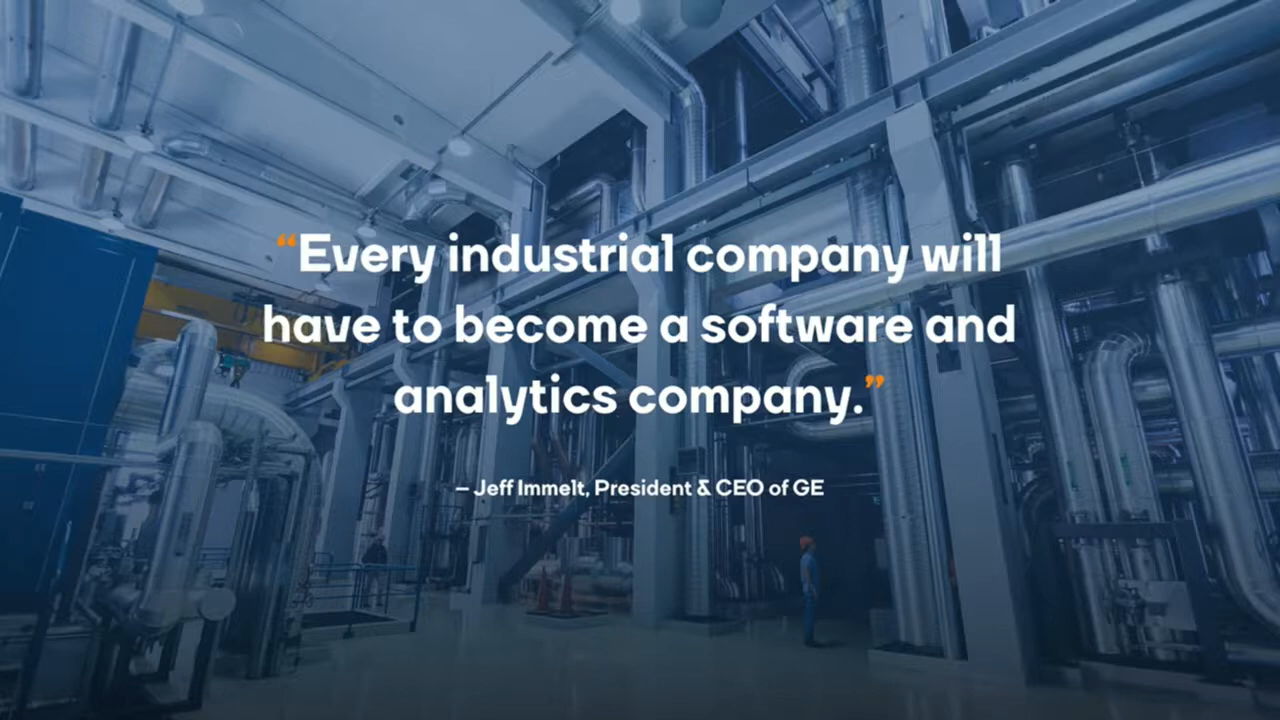 “Every industrial company will
have to become a software and
analytics company.”
– Jeff Immelt, President & CEO of GE